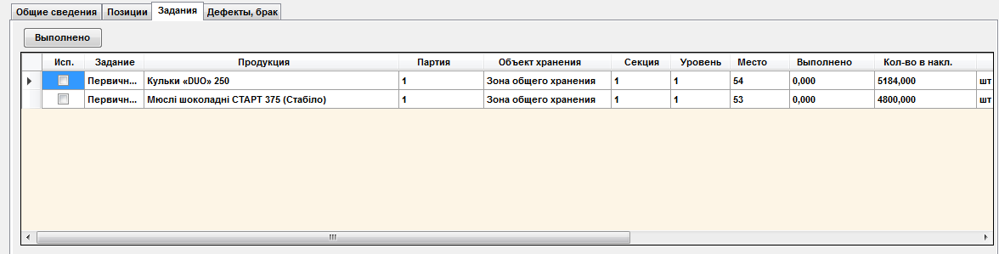 Общие сведения Позиции Задания Дефекты, брак
Выполнено
Исп. Задание Продукция Партия Объект хранения Секция Уровень Место Выполнено Кол-во в накл.
Первичн... Кульки «DUO» 250 1 Зона общего хранения 1 1 54 0,000 5184,000 шт
Первичн... Мюслі шоколадні СТАРТ 375 (Стабіло) 1 Зона общего хранения 1 1 53 0,000 4800,000 шт